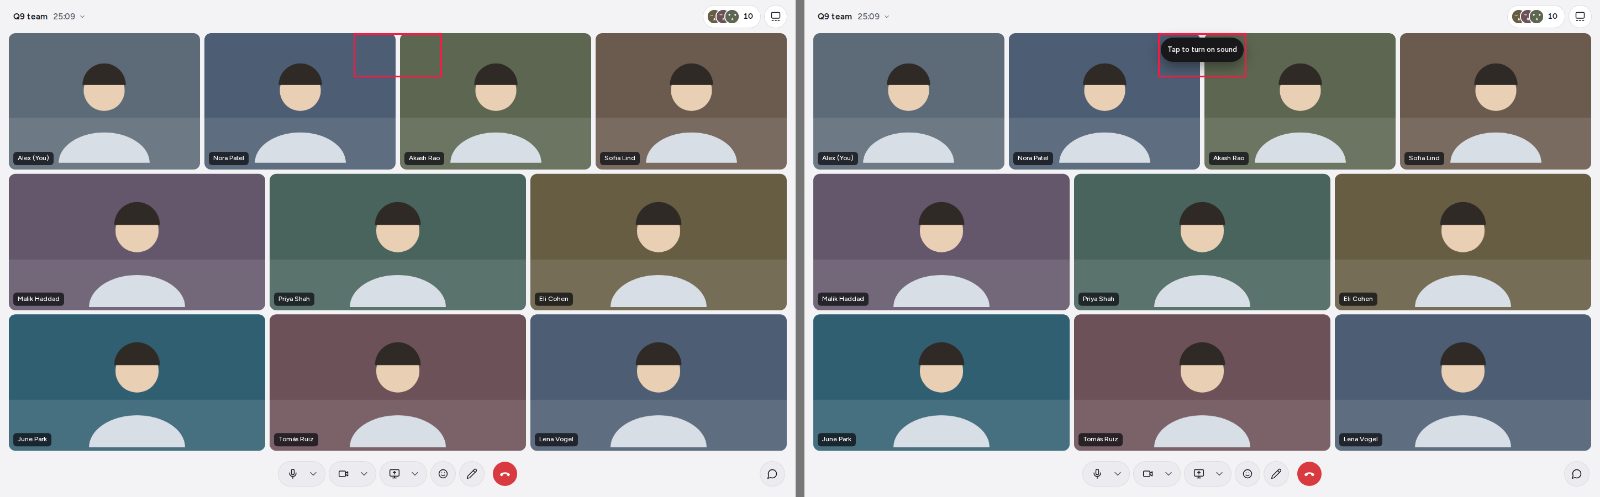 Q9 team 25:09
10
Alex (You)
Nora Patel
Akash Rao
Sofia Lind
Malik Haddad
Priya Shah
Eli Cohen
June Park
Tomás Ruiz
Lena Vogel
Q9 team 25:09
10
Tap to turn on sound
Alex (You)
Nora Patel
Akash Rao
Sofia Lind
Malik Haddad
Priya Shah
Eli Cohen
June Park
Tomás Ruiz
Lena Vogel